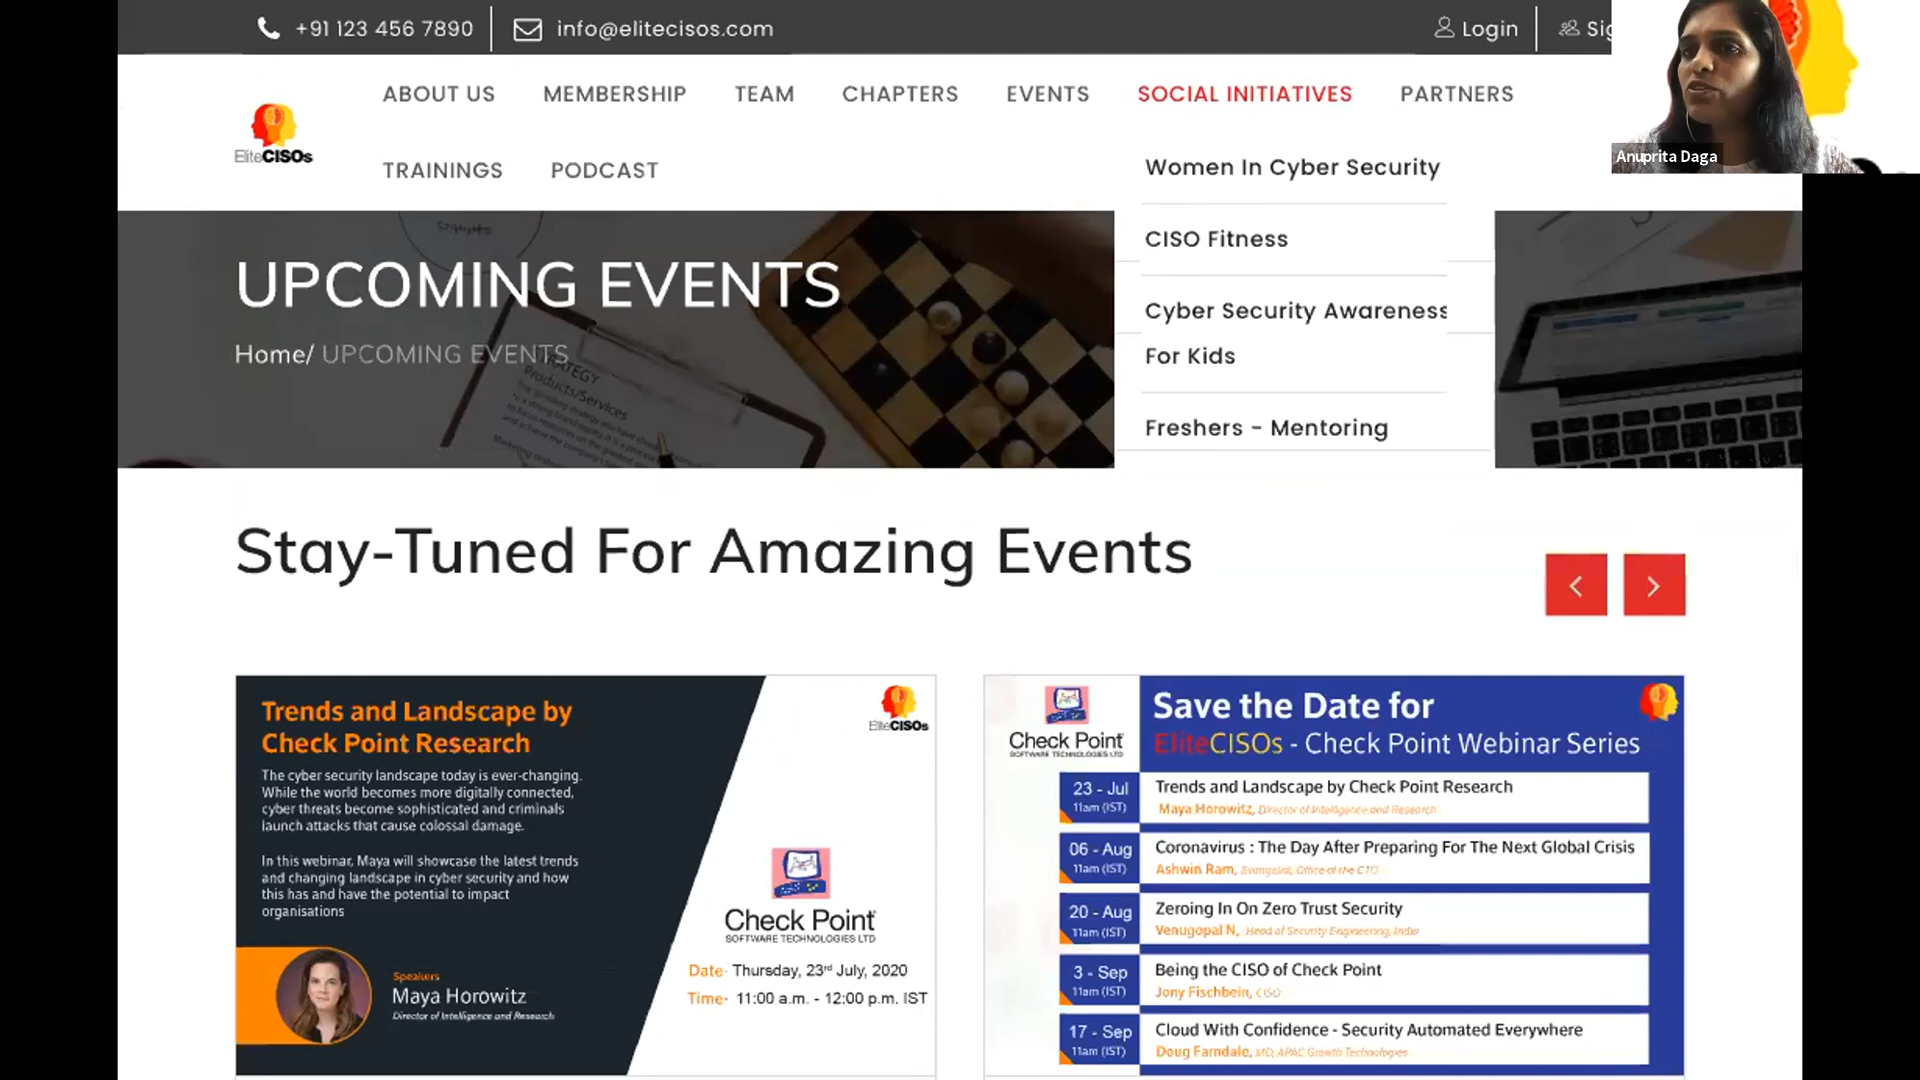 +91 123 456 7890
info@elitecisos.com
Login
Anuprita Daga
ABOUT US
MEMBERSHIP
TEAM
CHAPTERS
EVENTS
SOCIAL INITIATIVES
PARTNERS
EliteCISOs
TRAININGS
PODCAST
Women In Cyber Security
CISO Fitness
Cyber Security Awareness
For Kids
Freshers - Mentoring
UPCOMING EVENTS
Home/ UPCOMING EVENTS
STRATEGY
Products/Services
Stay-Tuned For Amazing Events
Trends and Landscape by
Check Point Research
The cyber security landscape today is ever-changing.
While the world becomes more digitally connected,
cyber threats become sophisticated and criminals
launch attacks that cause colossal damage.
In this webinar, Maya will showcase the latest trends
and changing landscape in cyber security and how
this has and have the potential to impact
organisations
Speakers
Maya Horowitz
Director of Intelligence and Research
EliteCISOs
Check Point
SOFTWARE TECHNOLOGIES LTD
Date- Thursday, 23rd July, 2020
Time- 11:00 a.m. - 12:00 p.m. IST
Check Point
SOFTWARE TECHNOLOGIES LTD
Save the Date for
EliteCISOs - Check Point Webinar Series
23 - Jul
11am (IST)
Trends and Landscape by Check Point Research
Maya Horowitz, Director of Intelligence and Research
06 - Aug
11am (IST)
Coronavirus : The Day After Preparing For The Next Global Crisis
Ashwin Ram, Evangelist, Office of the CTO
20 - Aug
11am (IST)
Zeroing In On Zero Trust Security
Venugopal N, Head of Security Engineering, India
3 - Sep
11am (IST)
Being the CISO of Check Point
Jony Fischbein, CISO
17 - Sep
11am (IST)
Cloud With Confidence - Security Automated Everywhere
Doug Farndale, MD, APAC Growth Technologies